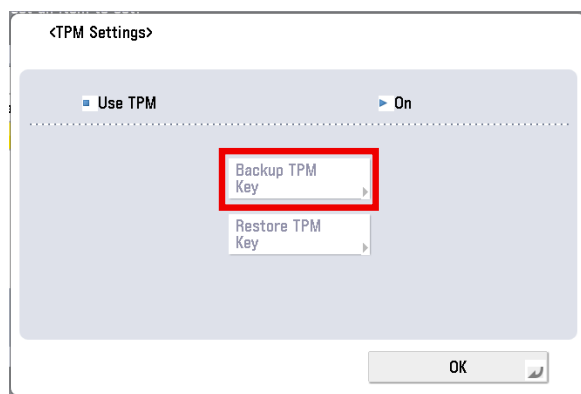 <TPM Settings>
Use TPM
On
Backup TPM
Key
Restore TPM
Key
OK